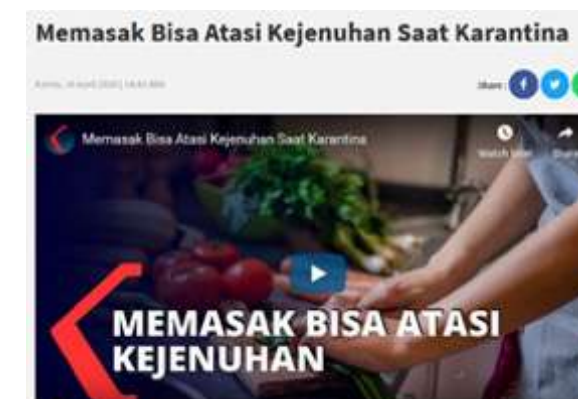 Memasak Bisa Atasi Kejenuhan Saat Karantina
Share
Memasak Bisa Atasi Kejenuhan Saat Karantina
Watch later
Share
MEMASAK BISA ATASI
KEJENUHAN